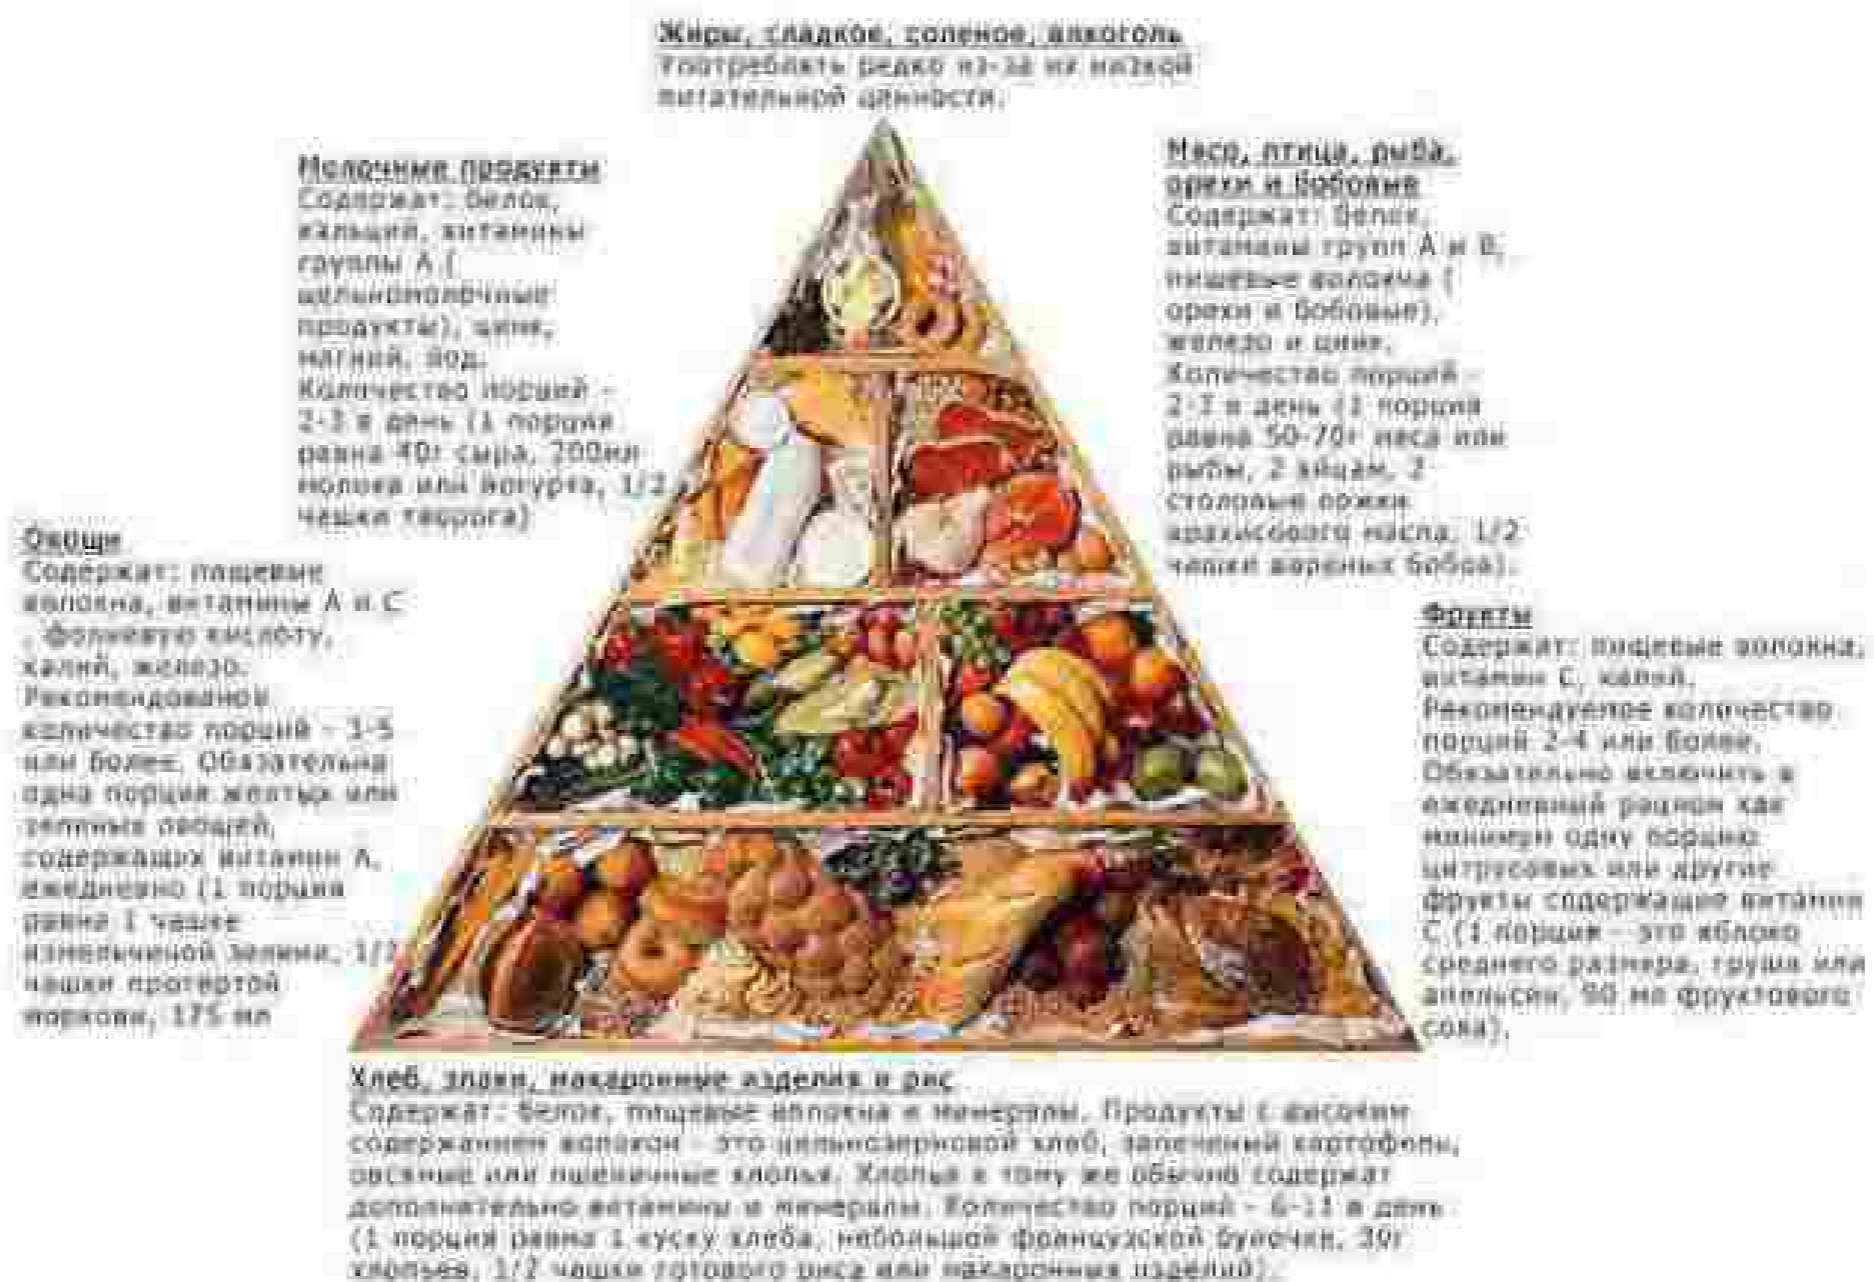 Жиры, сладкое, соленое, алкоголь
Употреблять редко из-за их низкой
питательной ценности.
Молочные продукты
Содержат: белок,
кальций, витамины
группы А (
цельномолочные
продукты), цинк,
магний, йод.
Количество порций -
2-3 в день (1 порция
равна 40г сыра, 200мл
молока или йогурта, 1/2
чашки творога)
Мясо, птица, рыба,
орехи и бобовые
Содержат: белок,
витамины групп А и В,
пищевые волокна (
орехи и бобовые),
железо и цинк.
Количество порций -
2-3 в день (1 порция
равна 50-70г мяса или
рыбы, 2 яйцам, 2
столовые ложки
арахисового масла, 1/2
чашки вареных бобов).
Овощи
Содержат: пищевые
волокна, витамины А и С
, фолиевую кислоту,
калий, железо.
Рекомендованое
количество порций - 3-5
или более. Обязательна
одна порция желтых или
зеленых овощей,
содержащих витамин А,
ежедневно (1 порция
равна 1 чашке
измельченой зелени, 1/2
чашки протертой
моркови, 175 мл
Фрукты
Содержат: пищевые волокна,
витамин С, калий.
Рекомендуемое количество
порций 2-4 или более.
Обязательно включить в
ежедневный рацион как
минимум одну порцию
цитрусовых или другие
фрукты содержащие витамин
С (1 порция - это яблоко
среднего размера, груша или
апельсин, 90 мл фруктового
сока).
Хлеб, злаки, макаронные изделия и рис
Содержат: белок, пищевые волокна и минералы. Продукты с высоким
содержанием волокон - это цельнозерновой хлеб, запеченый картофель,
овсяные или пшеничные хлопья. Хлопья к тому же обычно содержат
дополнительно витамины и минералы. Количество порций - 6-11 в день
(1 порция равна 1 куску хлеба, небольшой французской булочке, 30г
хлопьев, 1/2 чашки готового риса или макаронных изделий).